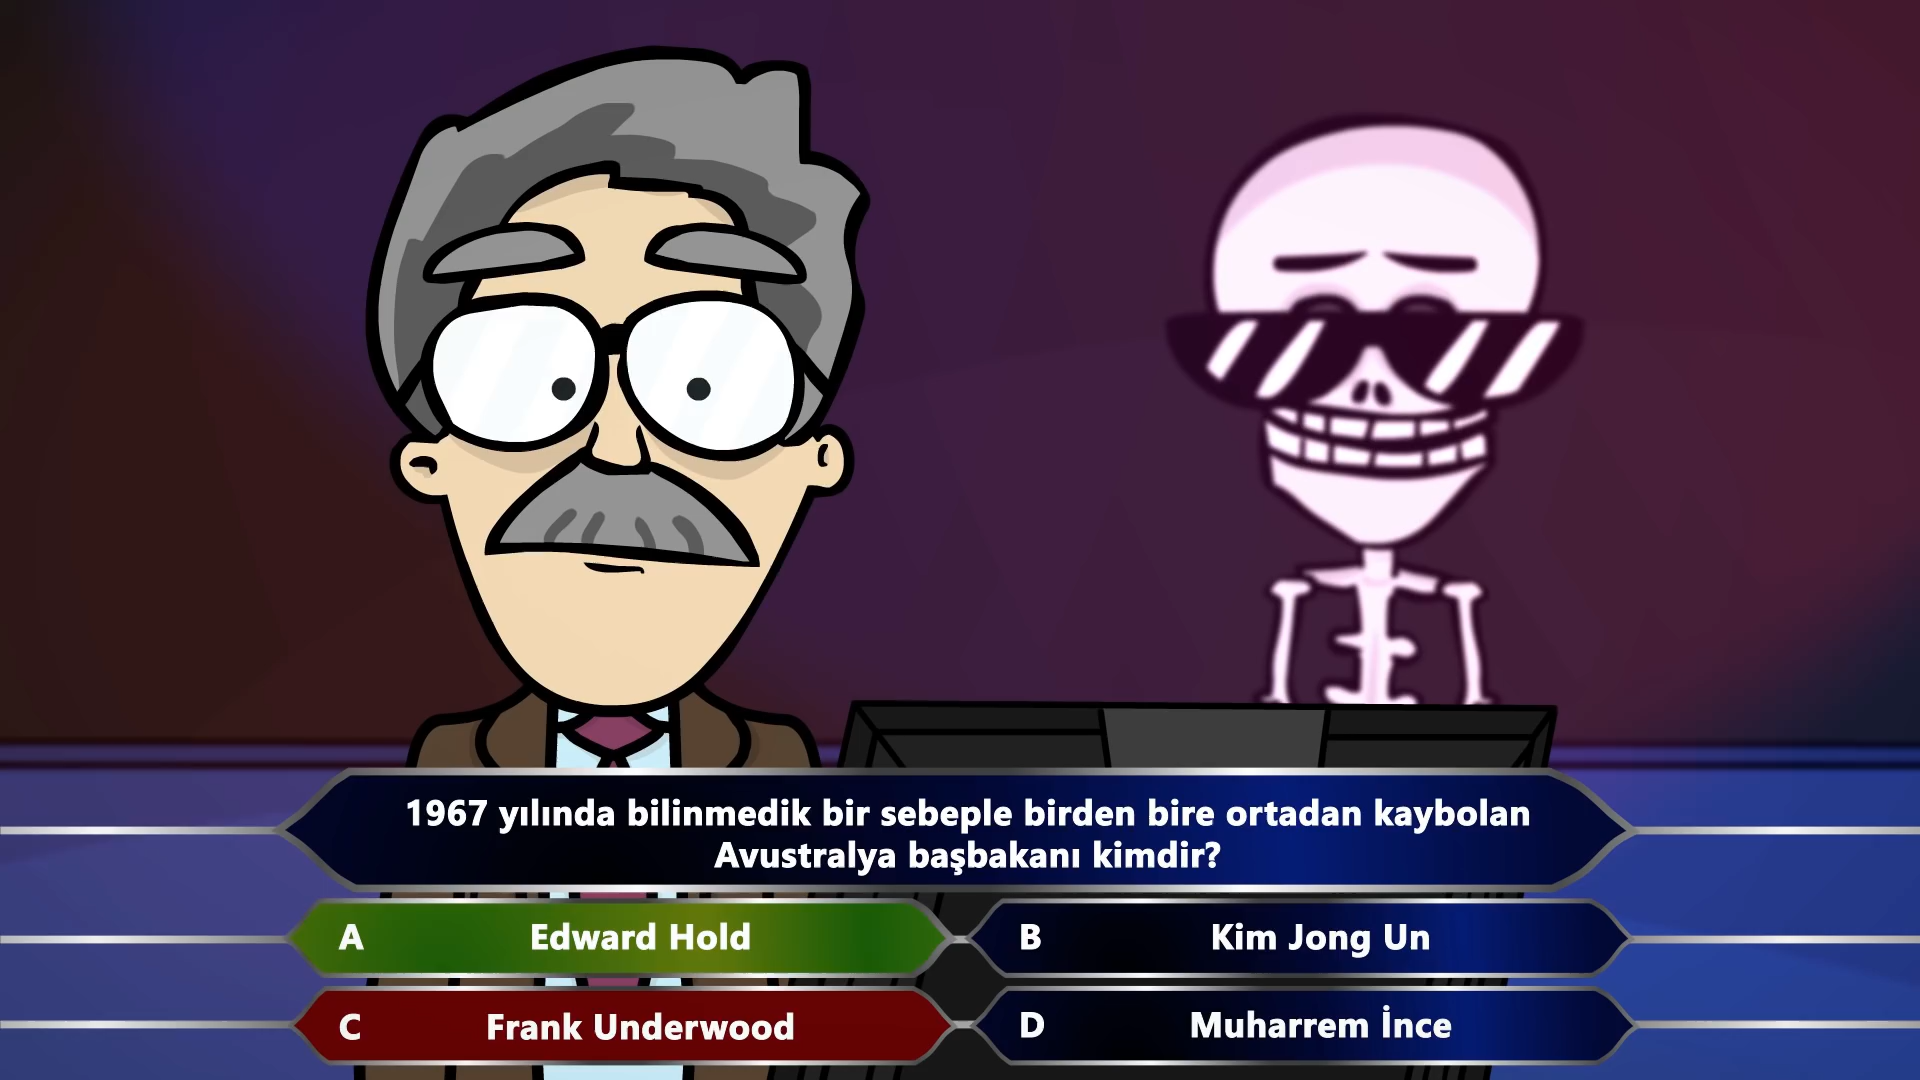 1967 yılında bilinmedik bir sebeple birden bire ortadan kaybolan
Avustralya başbakanı kimdir?
A Edward Hold
B Kim Jong Un
C Frank Underwood
D Muharrem İnce